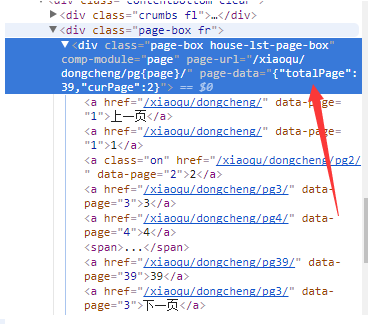 <div class="contentbottom clear">
▶<div class="crumbs fl">…</div>
▼<div class="page-box fr">
▼<div class="page-box house-lst-page-box"
comp-module="page" page-url="/xiaoqu/
dongcheng/pg{page}/" page-data="{"totalPage":
39,"curPage":2}"> == $0
<a href="/xiaoqu/dongcheng/" data-page=
"1">上一页</a>
<a href="/xiaoqu/dongcheng/" data-page=
"1">1</a>
<a class="on" href="/xiaoqu/dongcheng/pg2/
" data-page="2">2</a>
<a href="/xiaoqu/dongcheng/pg3/" data-
page="3">3</a>
<a href="/xiaoqu/dongcheng/pg4/" data-
page="4">4</a>
<span>...</span>
<a href="/xiaoqu/dongcheng/pg39/" data-
page="39">39</a>
<a href="/xiaoqu/dongcheng/pg3/" data-
page="3">下一页</a>